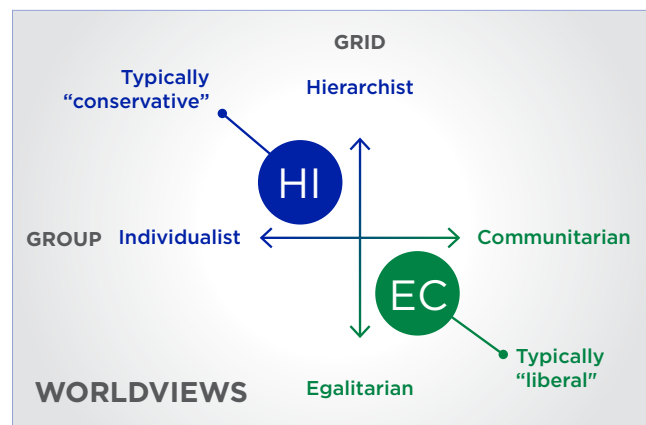 GRID
Typically
“conservative”
Hierarchist
HI
GROUP
Individualist
Communitarian
EC
Typically
“liberal"
Egalitarian
WORLDVIEWS